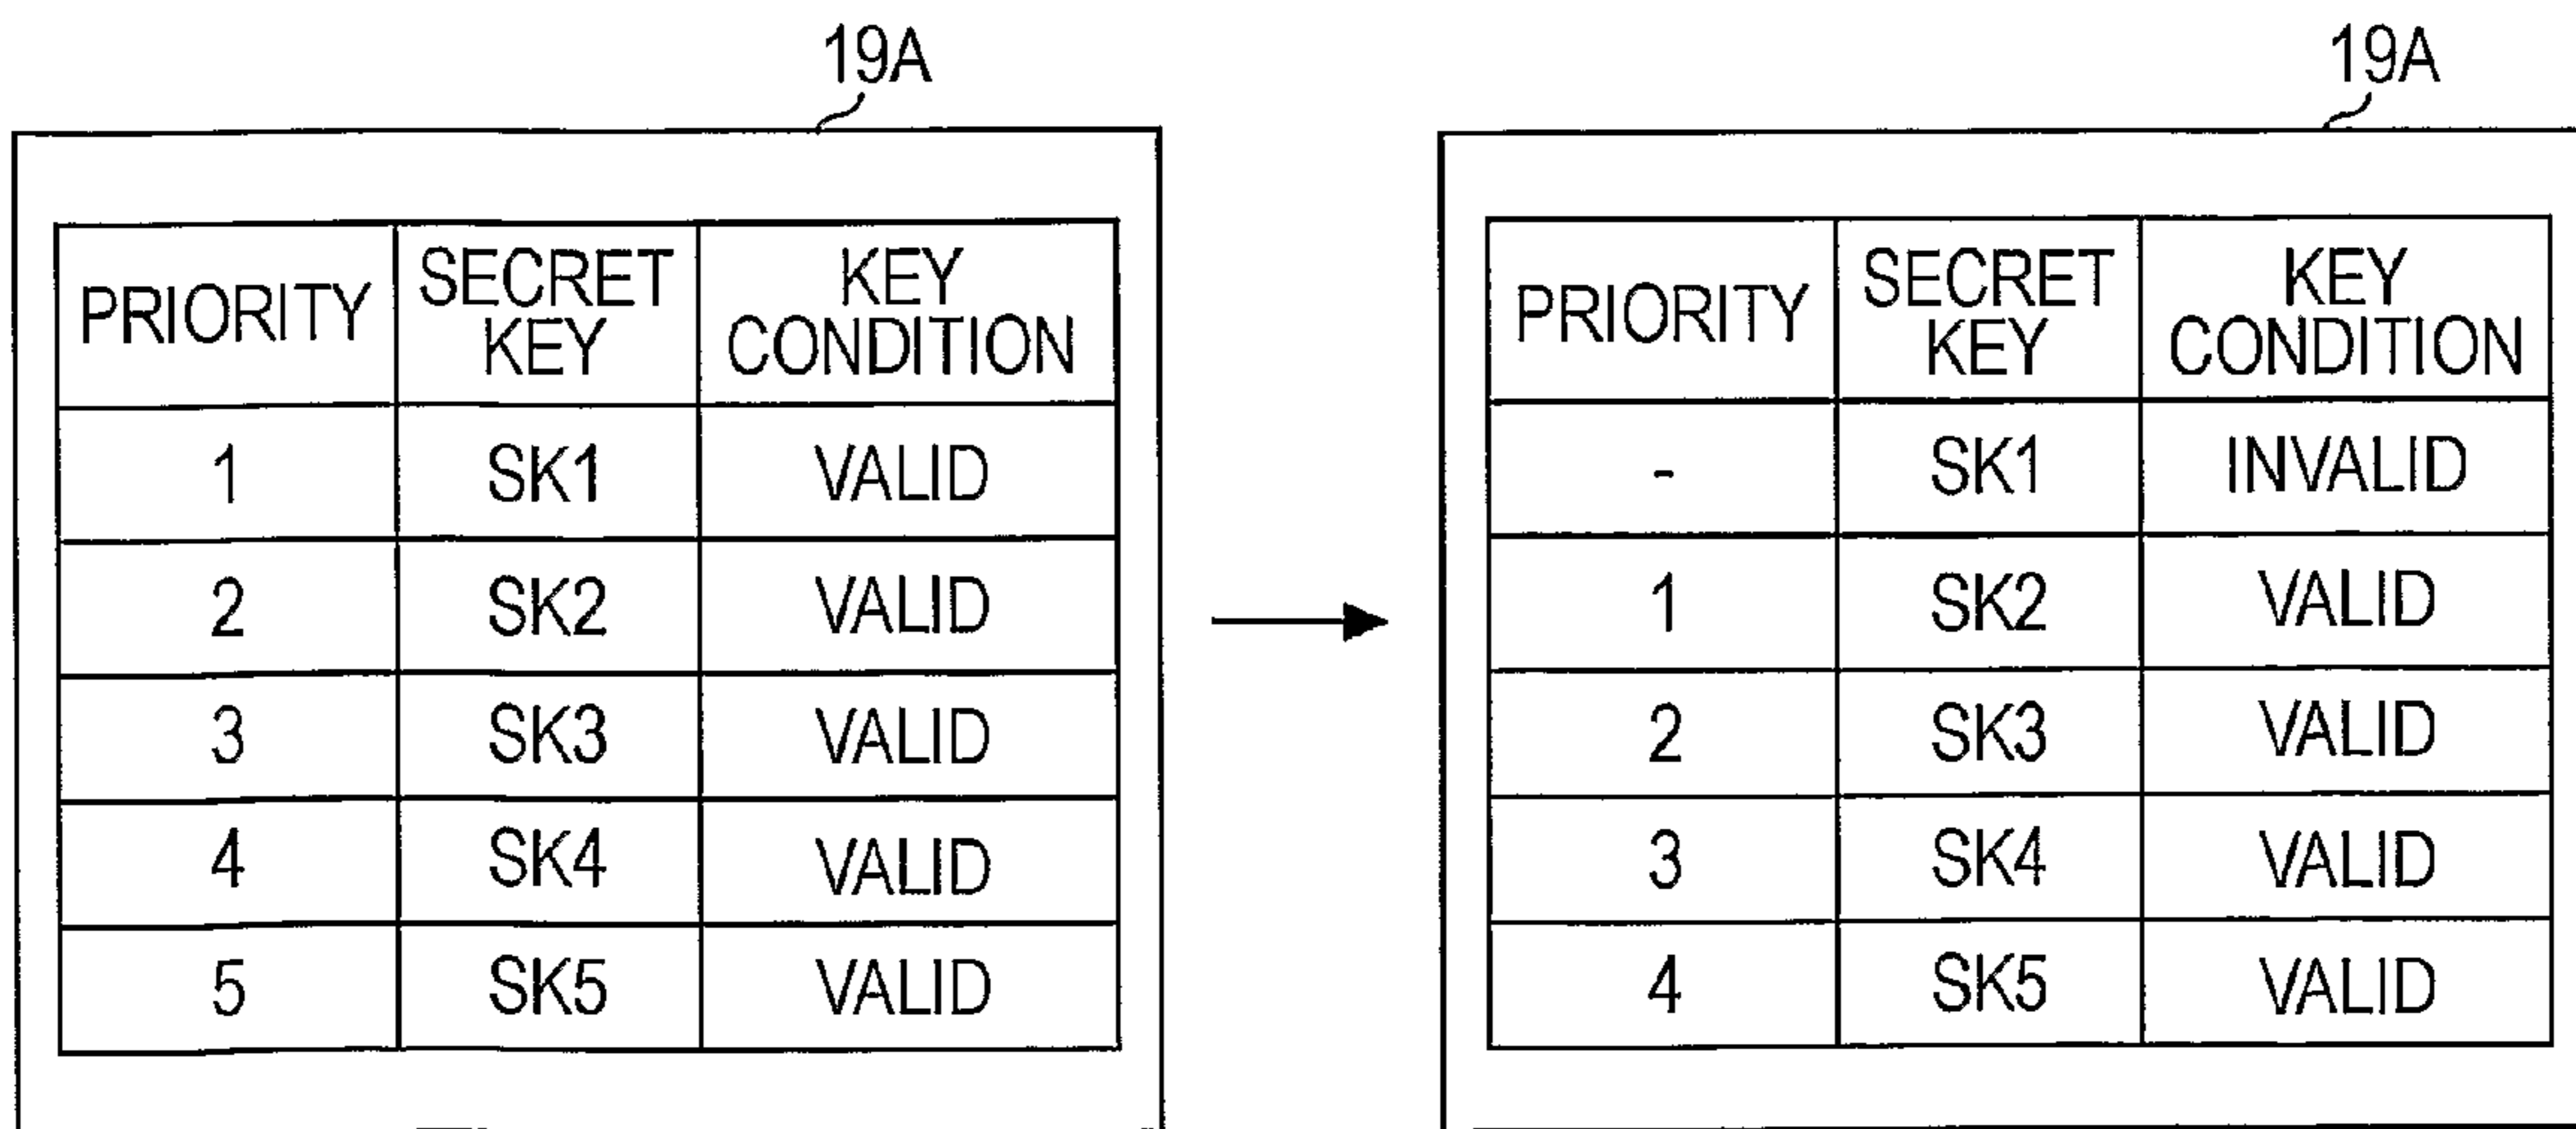 19A
PRIORITY SECRET KEY KEY CONDITION
1 SK1 VALID
2 SK2 VALID
3 SK3 VALID
4 SK4 VALID
5 SK5 VALID
19A
PRIORITY SECRET KEY KEY CONDITION
- SK1 INVALID
1 SK2 VALID
2 SK3 VALID
3 SK4 VALID
4 SK5 VALID